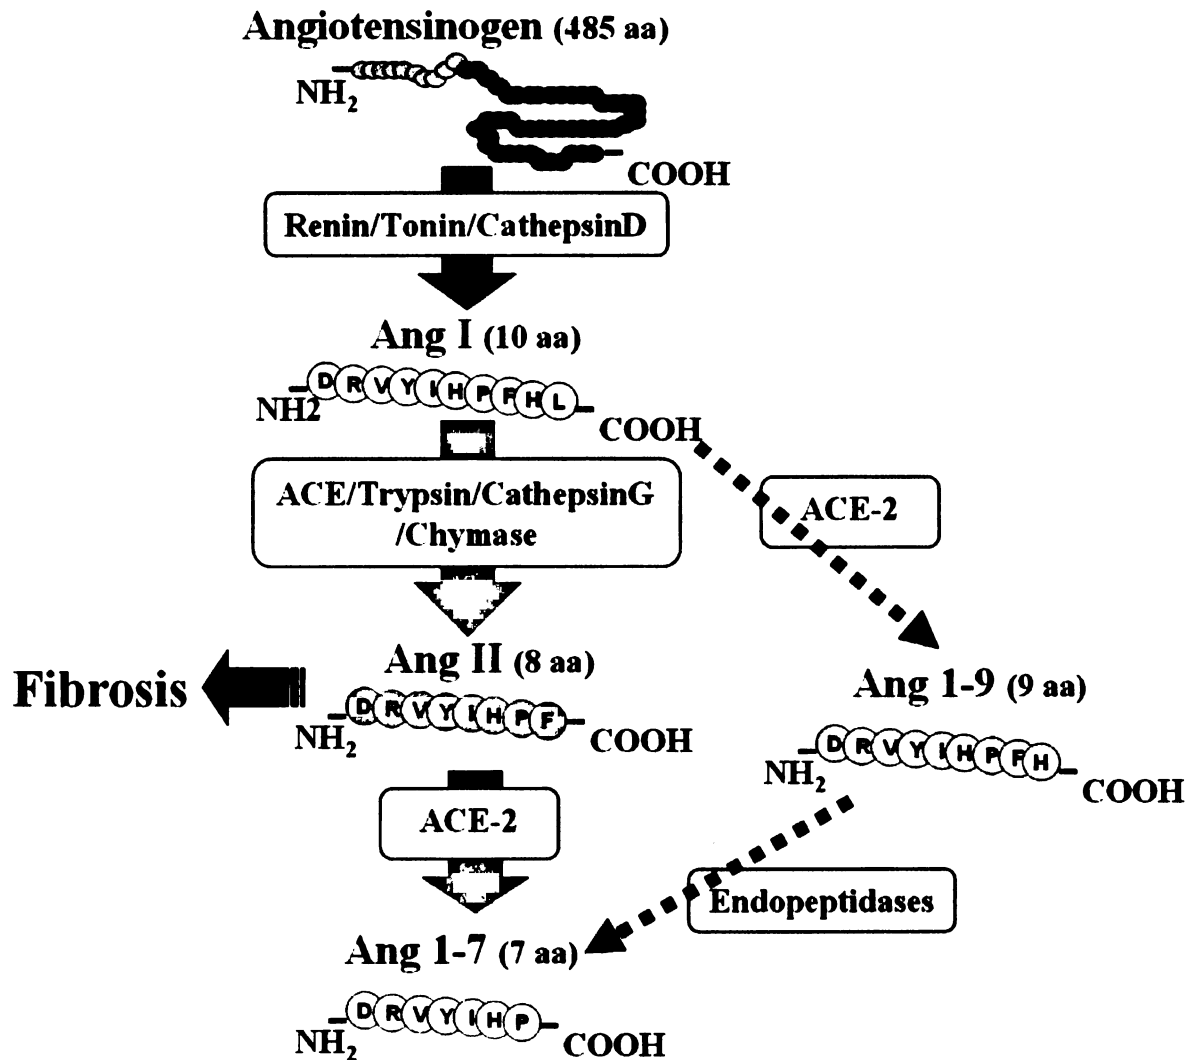 Angiotensinogen (485 aa)
NH2
COOH
Renin/Tonin/CathepsinD
Ang I (10 aa)
D R V Y I H P F H L
NH2
COOH
ACE/Trypsin/CathepsinG
/Chymase
ACE-2
Ang II (8 aa)
Fibrosis
D R V Y I H P F
NH2
COOH
Ang 1-9 (9 aa)
D R V Y I H P F H
NH2
COOH
ACE-2
Endopeptidases
Ang 1-7 (7 aa)
D R V Y I H P
NH2
COOH